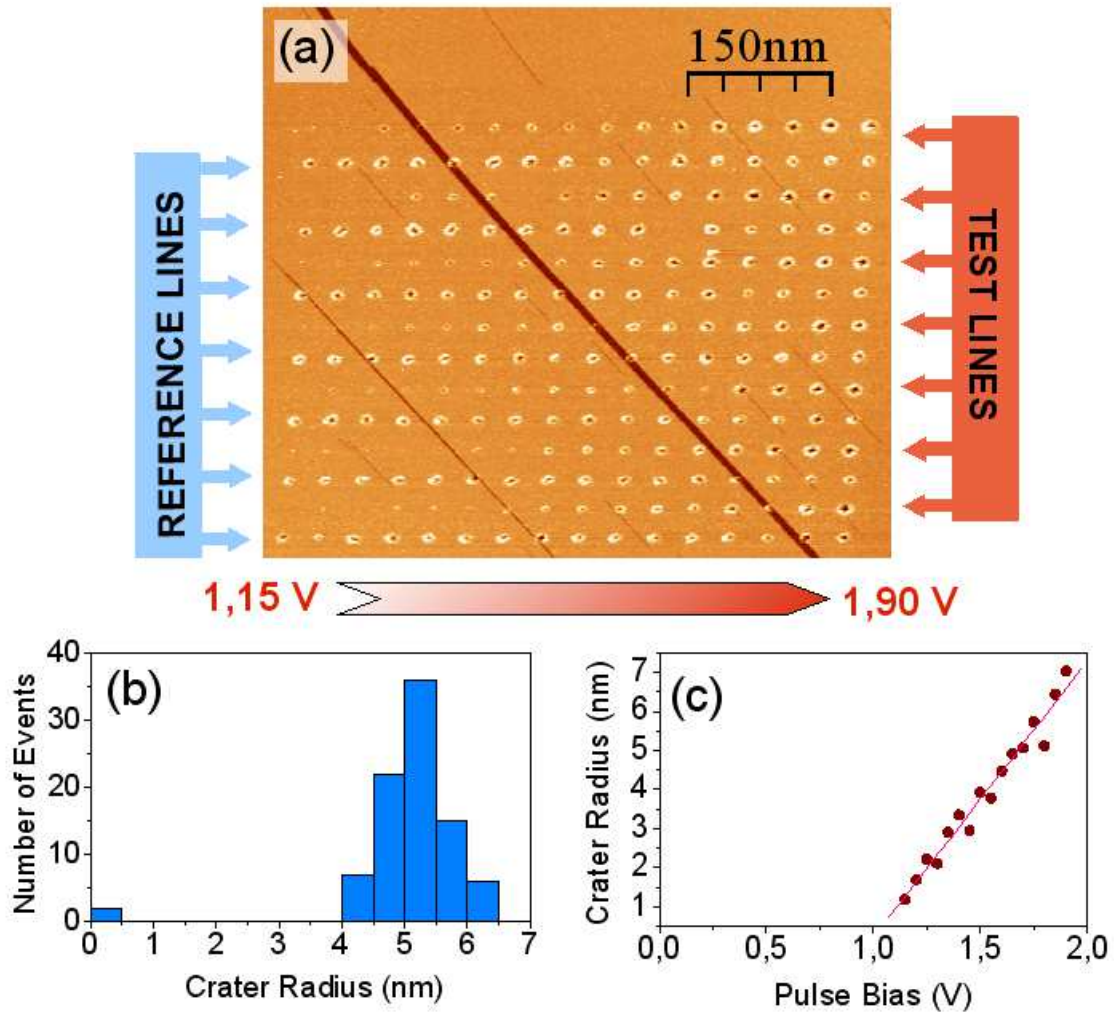 (a)
150nm
REFERENCE LINES
TEST LINES
1,15 V
1,90 V
(b)
Number of Events
40
30
20
10
0
0 1 2 3 4 5 6 7
Crater Radius (nm)
(c)
Crater Radius (nm)
7
6
5
4
3
2
1
0,0 0,5 1,0 1,5 2,0
Pulse Bias (V)